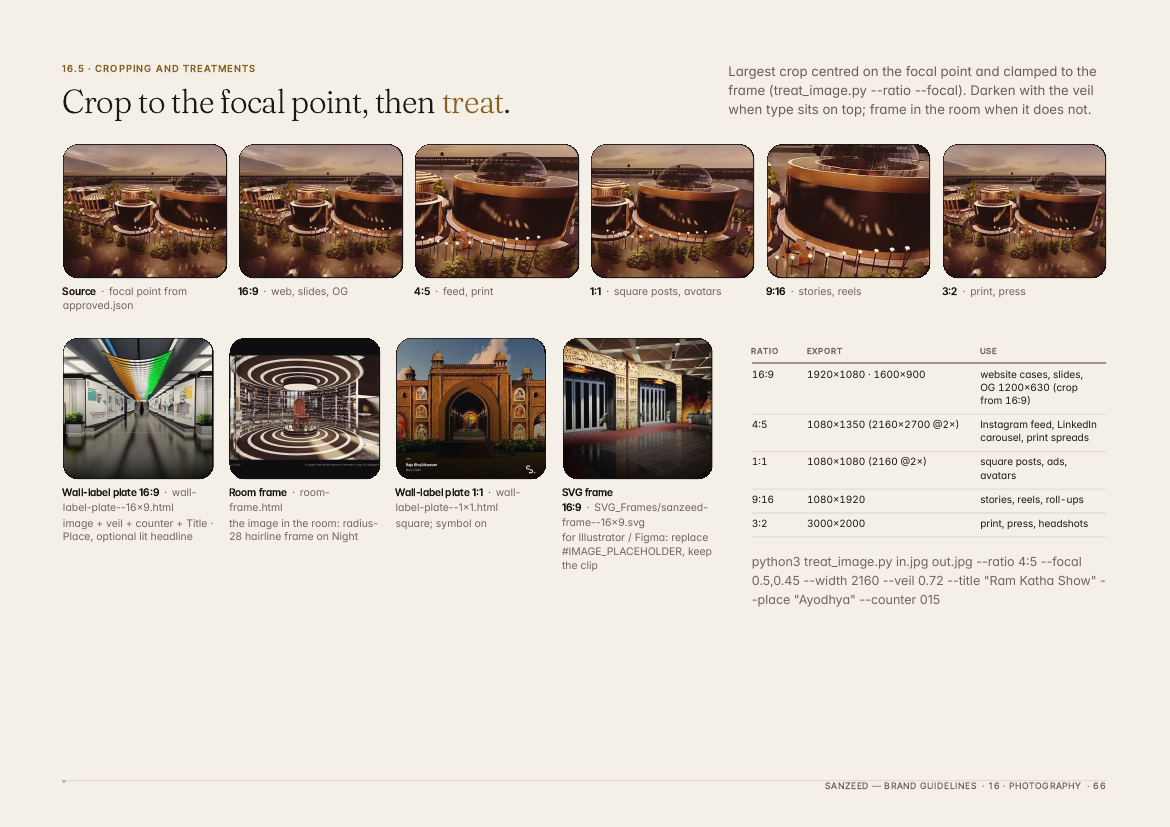 16.5 · CROPPING AND TREATMENTS
Crop to the focal point, then treat.
Largest crop centred on the focal point and clamped to the
frame (treat_image.py --ratio --focal). Darken with the veil
when type sits on top; frame in the room when it does not.
Source · focal point from
approved.json
16:9 · web, slides, OG
4:5 · feed, print
1:1 · square posts, avatars
9:16 · stories, reels
3:2 · print, press
Raja Bhoj Museum
Wall-label plate 16:9 · wall-
label-plate--16×9.html
image + veil + counter + Title ·
Place, optional lit headline
Room frame · room-
frame.html
the image in the room: radius-
28 hairline frame on Night
Wall-label plate 1:1 · wall-
label-plate--1×1.html
square; symbol on
SVG frame
16:9 · SVG_Frames/sanzeed-
frame--16×9.svg
for Illustrator / Figma: replace
#IMAGE_PLACEHOLDER, keep
the clip
RATIO EXPORT USE
16:9 1920×1080 · 1600×900 website cases, slides,
OG 1200×630 (crop
from 16:9)
4:5 1080×1350 (2160×2700 @2×) Instagram feed, LinkedIn
carousel, print spreads
1:1 1080×1080 (2160 @2×) square posts, ads,
avatars
9:16 1080×1920 stories, reels, roll-ups
3:2 3000×2000 print, press, headshots
python3 treat_image.py in.jpg out.jpg --ratio 4:5 --focal
0.5,0.45 --width 2160 --veil 0.72 --title "Ram Katha Show" -
-place "Ayodhya" --counter 015
SANZEED — BRAND GUIDELINES · 16 · PHOTOGRAPHY · 66